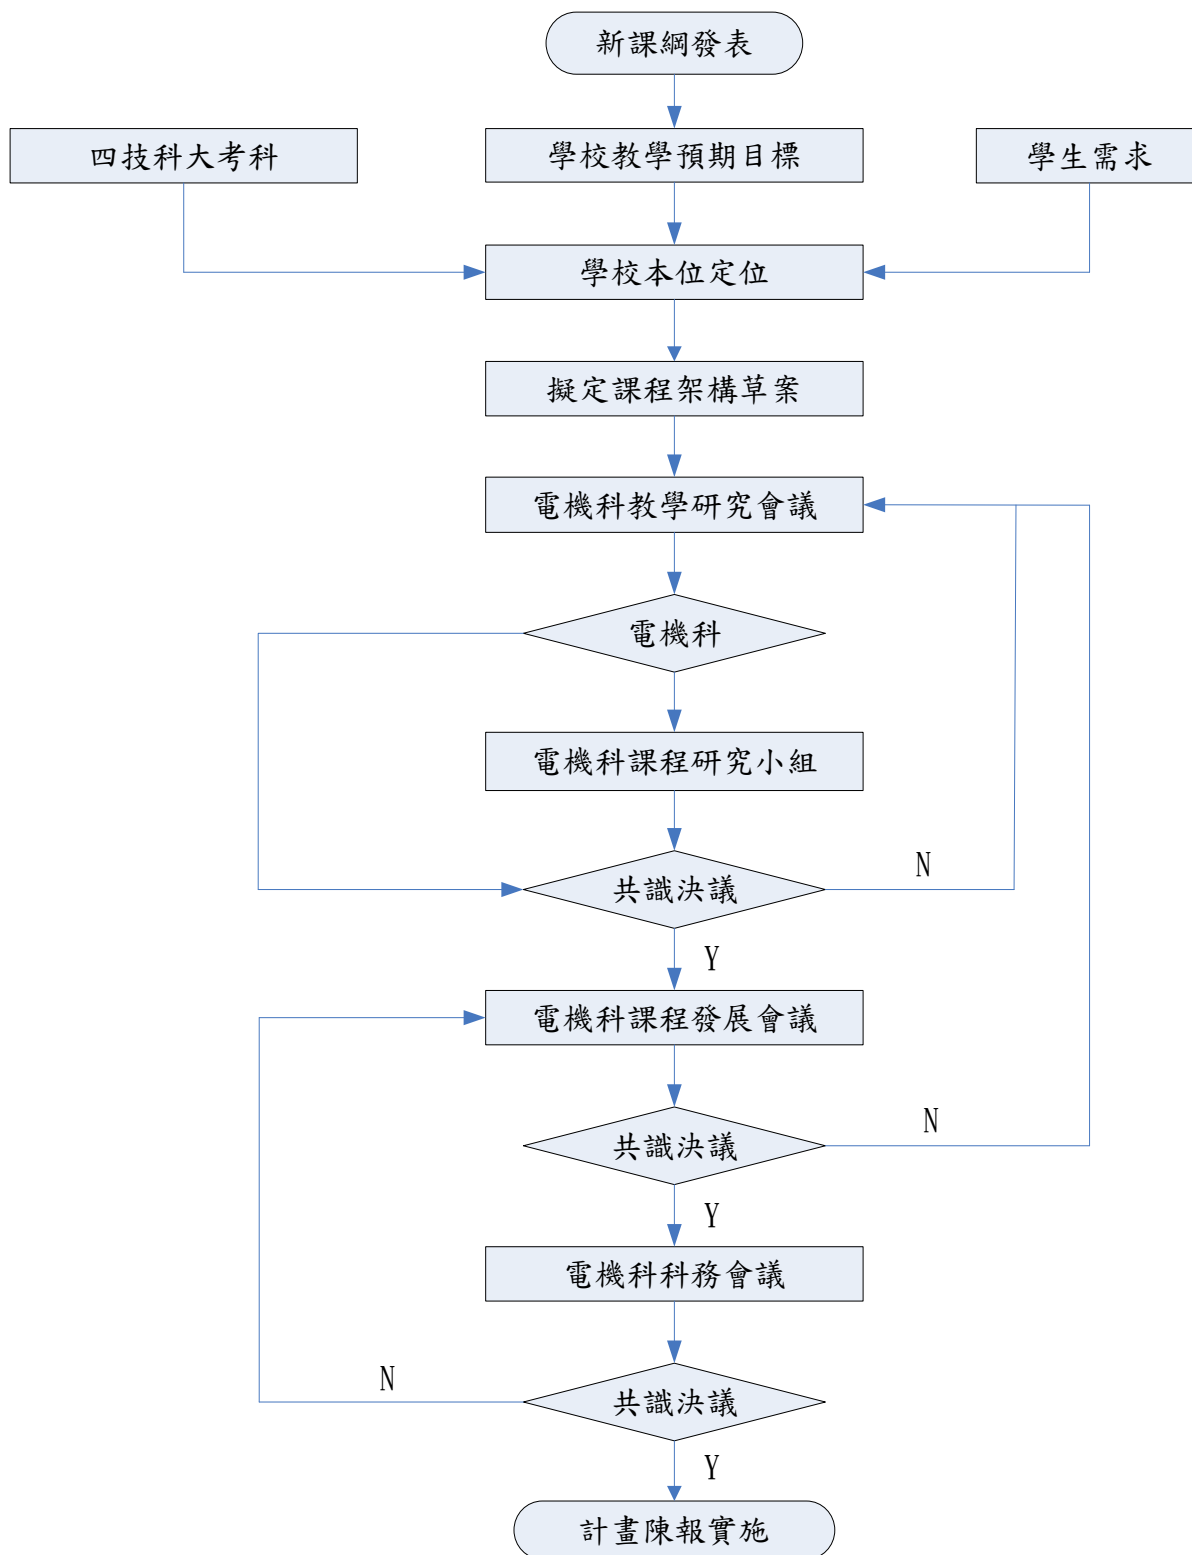 新課綱發表
四技科大考科
學校教學預期目標
學生需求
學校本位定位
擬定課程架構草案
電機科教學研究會議
電機科
電機科課程研究小組
共識決議
N
Y
電機科課程發展會議
共識決議
N
Y
電機科科務會議
N
共識決議
Y
計畫陳報實施